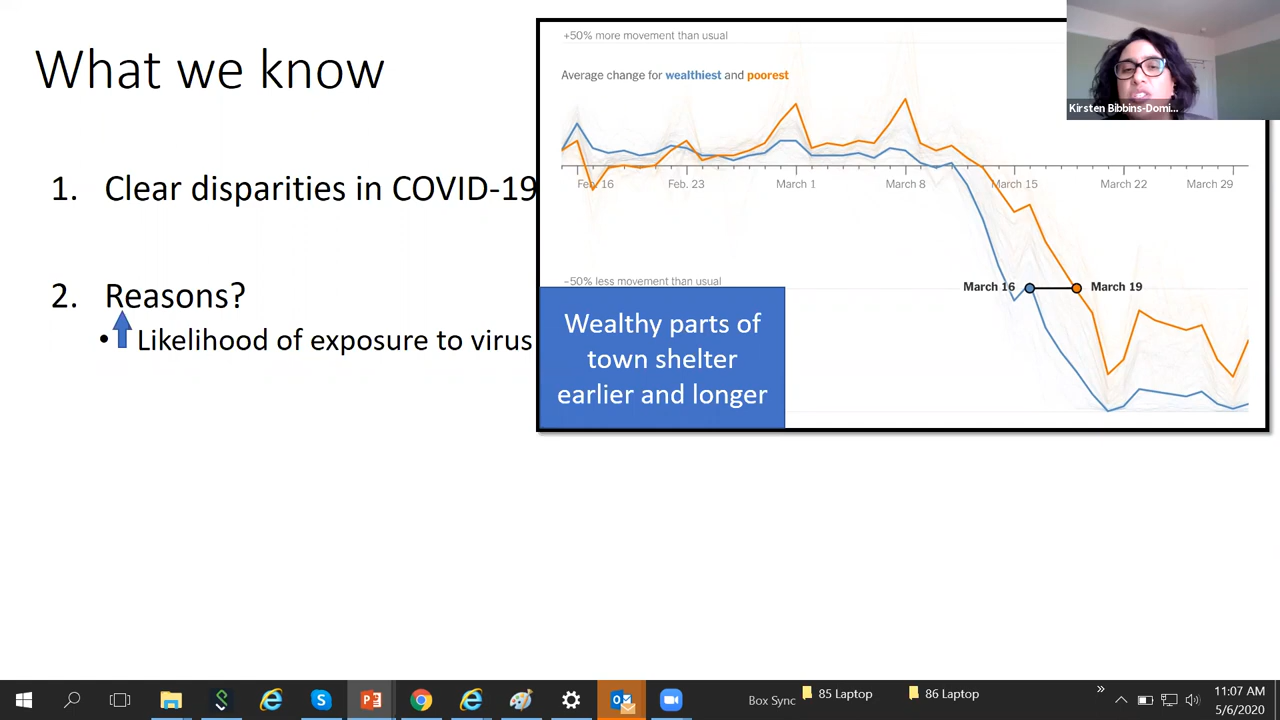 What we know
1. Clear disparities in COVID-19
2. Reasons?
• Likelihood of exposure to virus
+50% more movement than usual
Average change for wealthiest and poorest
Feb. 16
Feb. 23
March 1
March 8
March 15
March 22
March 29
−50% less movement than usual
March 16
March 19
Wealthy parts of
town shelter
earlier and longer
Kirsten Bibbins-Domi...
Box Sync
85 Laptop
86 Laptop
»
11:07 AM
5/6/2020